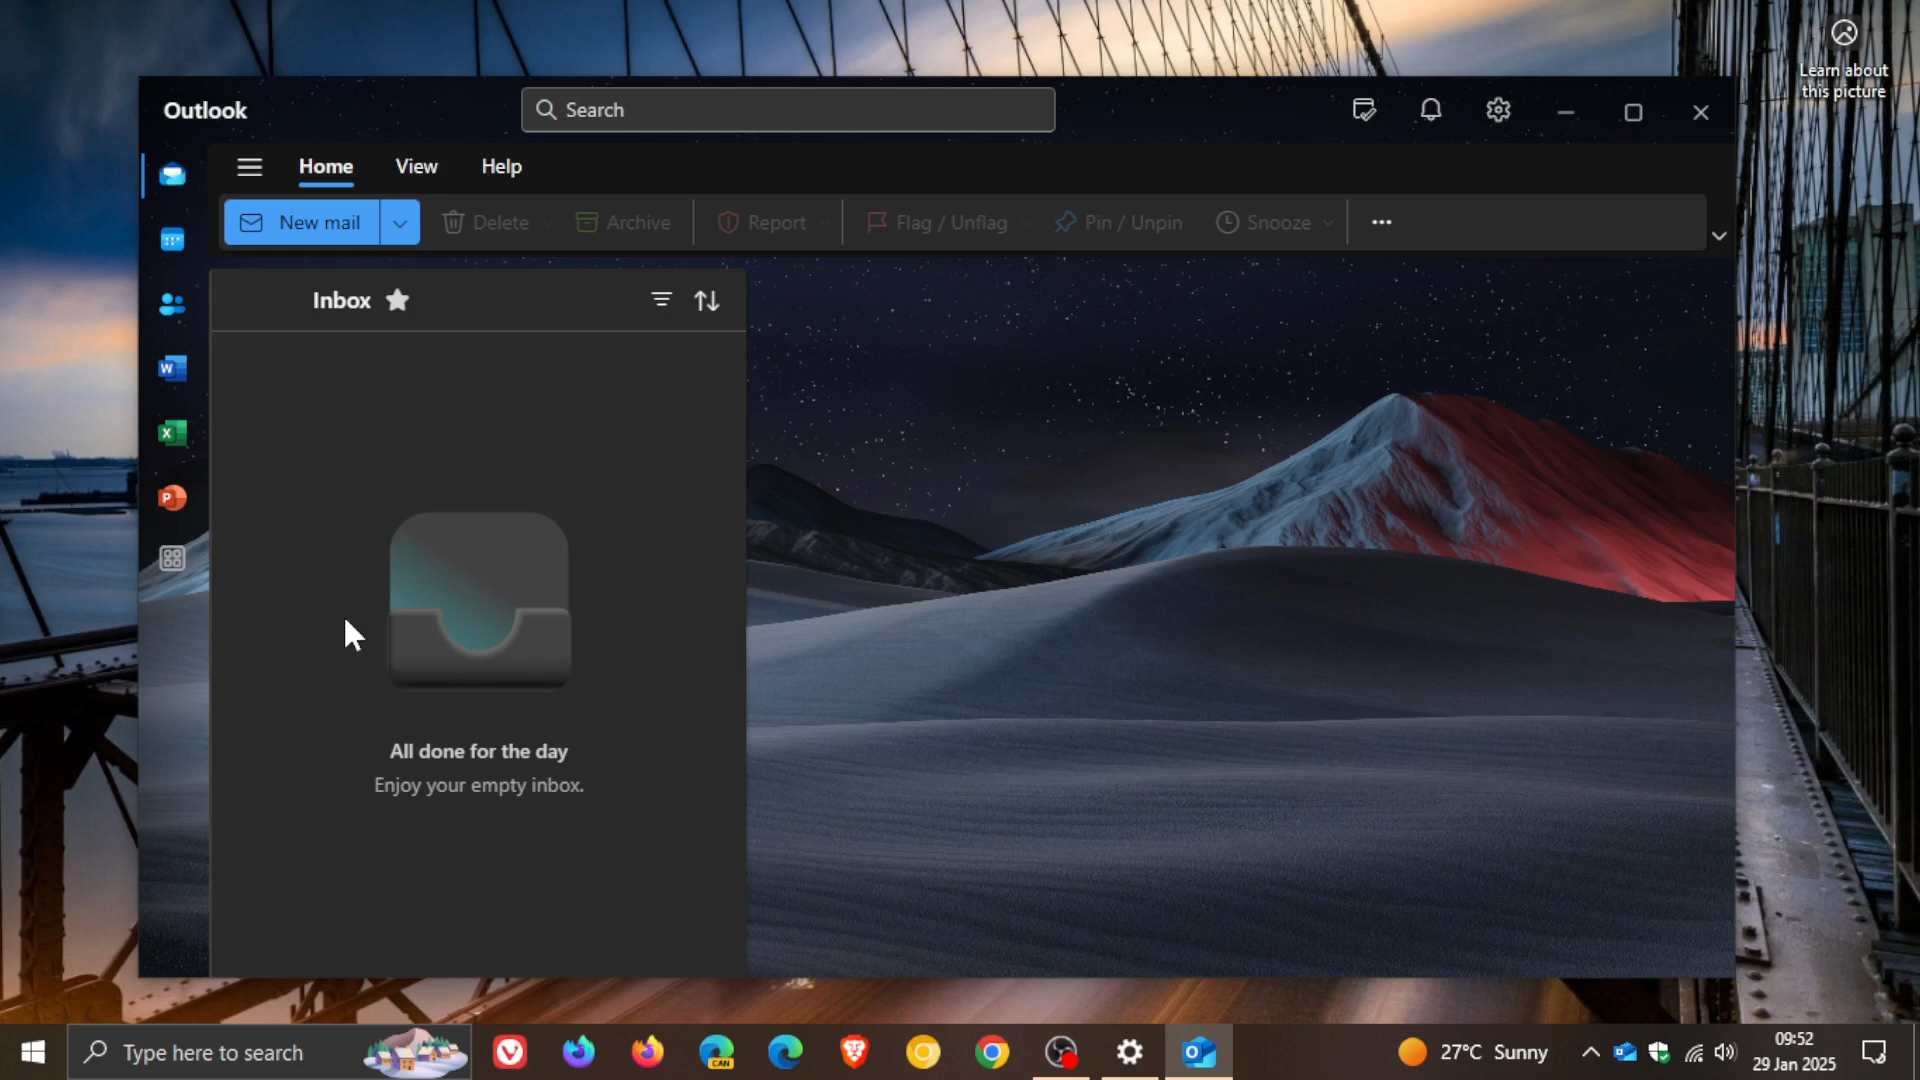 Learn about
this picture
Outlook
Search
Home
View
Help
New mail
Delete
Archive
Report
Flag / Unflag
Pin / Unpin
Snooze
Inbox
W
X
P
All done for the day
Enjoy your empty inbox.
Type here to search
CAN
O
27°C Sunny
09:52
29 Jan 2025